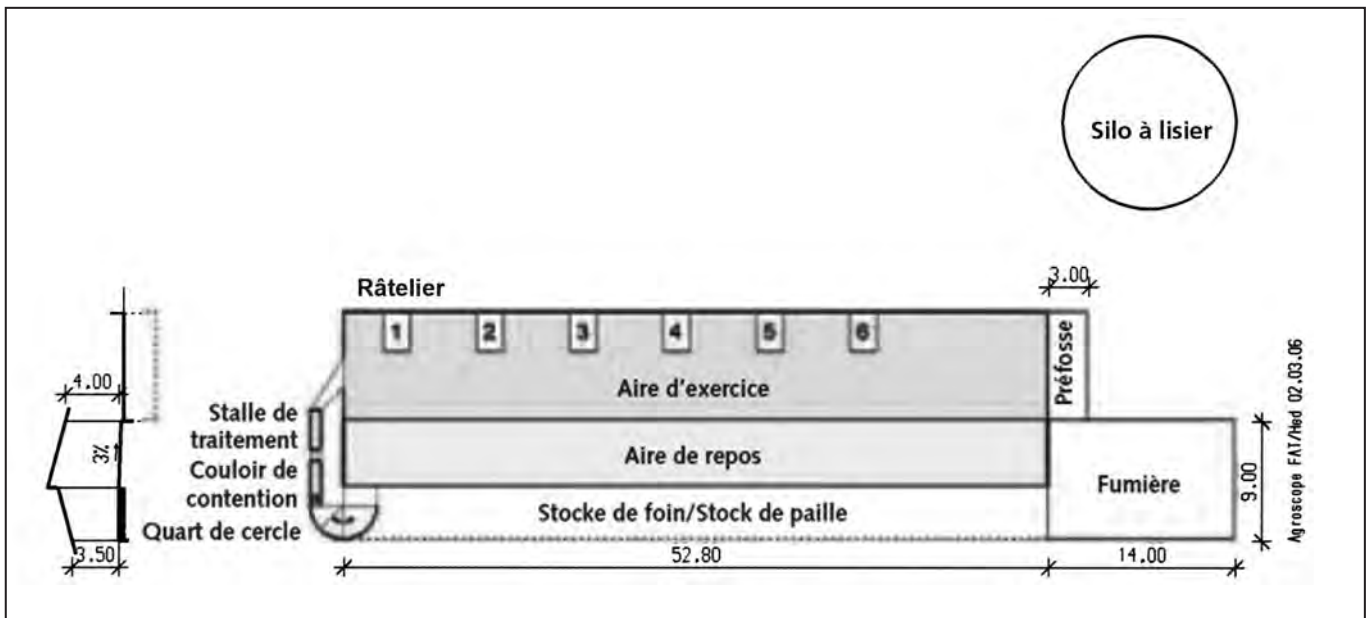 Silo à lisier
Râtelier
3.00
1 2 3 4 5 6
Préfosse
4.00
Aire d'exercice
Stalle de
traitement
3%
Aire de repos
Couloir de
contention
Fumière
9.00
Stocke de foin/Stock de paille
Quart de cercle
3.50
52.80
14.00
Agroscope FAT/Hed 02.03.06